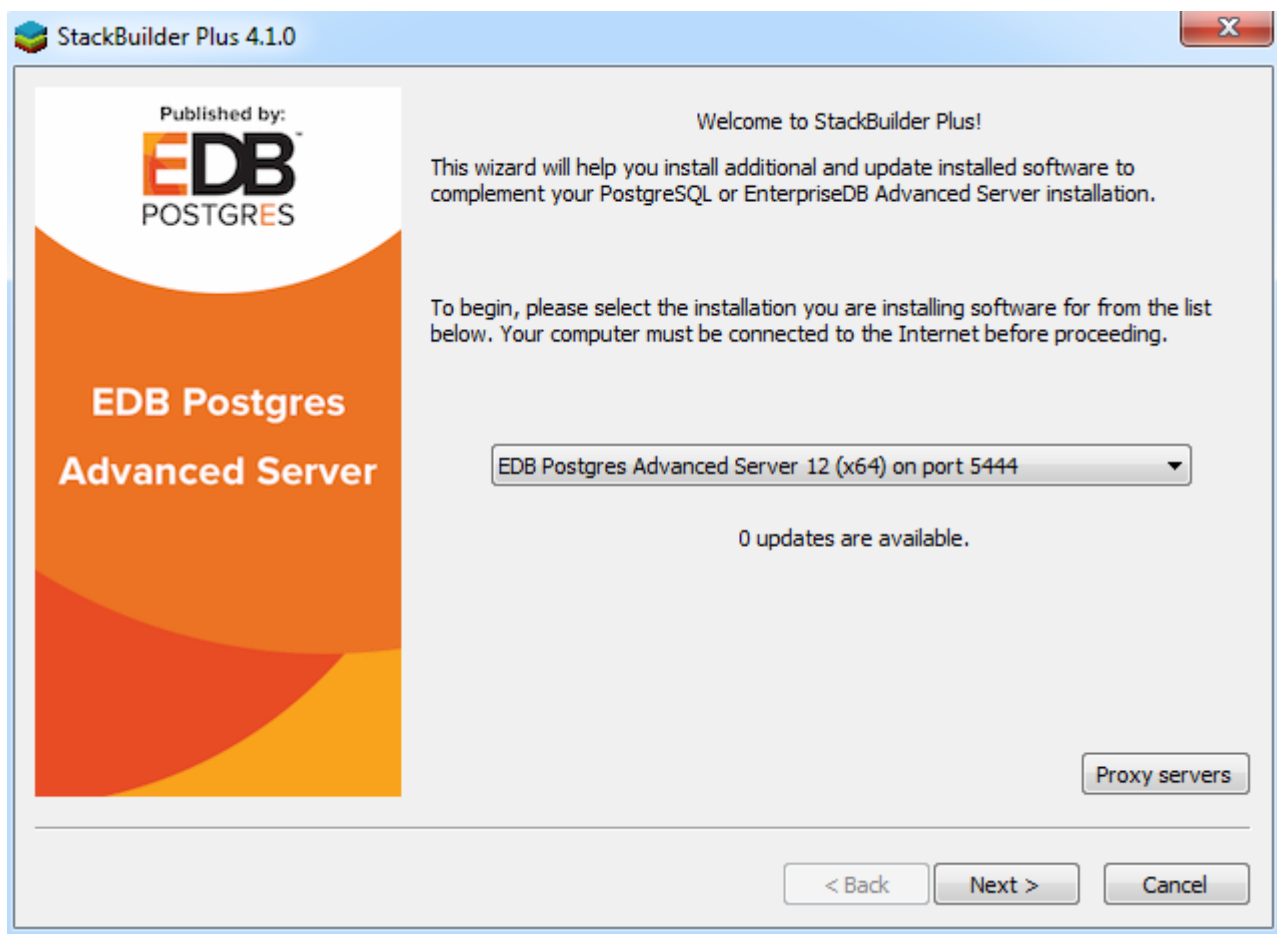 StackBuilder Plus 4.1.0
Published by:
EDB™
POSTGRES
EDB Postgres
Advanced Server
Welcome to StackBuilder Plus!
This wizard will help you install additional and update installed software to
complement your PostgreSQL or EnterpriseDB Advanced Server installation.
To begin, please select the installation you are installing software for from the list
below. Your computer must be connected to the Internet before proceeding.
EDB Postgres Advanced Server 12 (x64) on port 5444
0 updates are available.
Proxy servers
< Back
Next >
Cancel